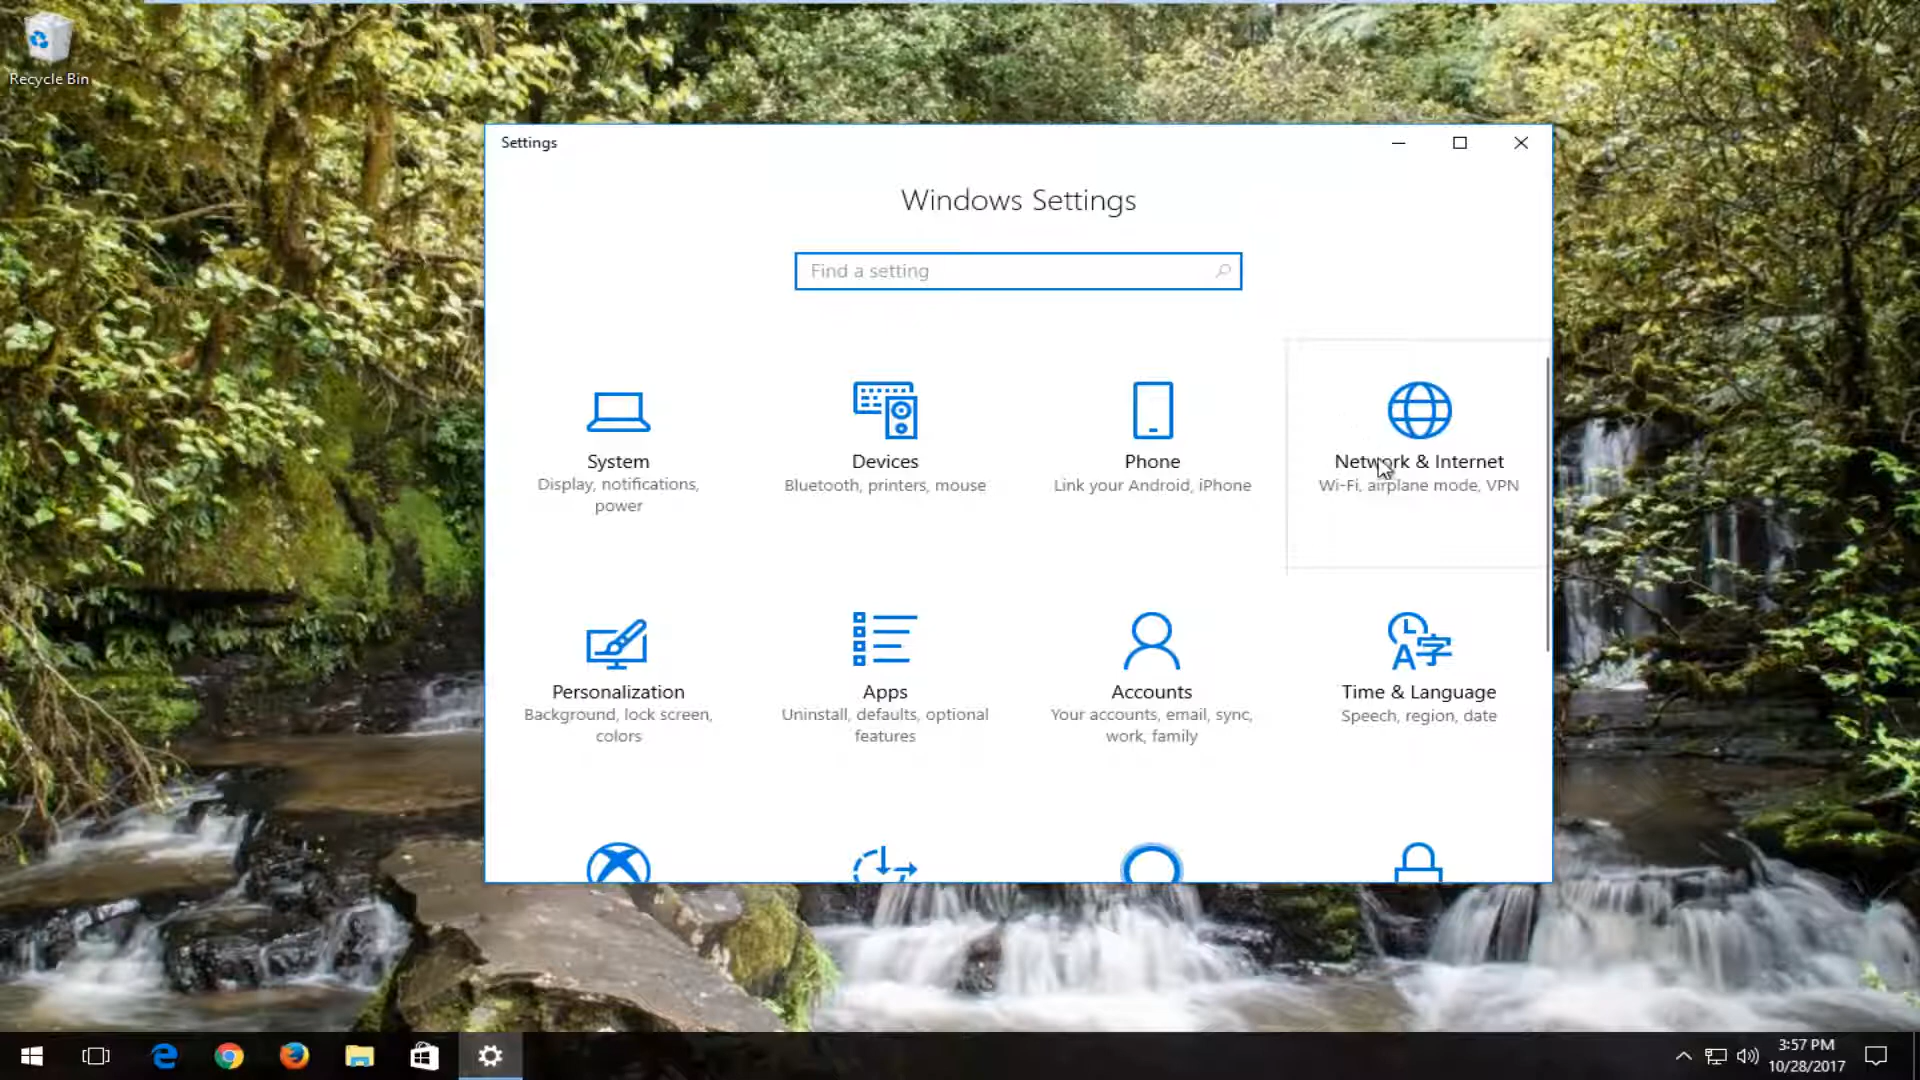 Recycle Bin
Settings
Windows Settings
Find a setting
System
Display, notifications,
power
Devices
Bluetooth, printers, mouse
Phone
Link your Android, iPhone
Network & Internet
Wi-Fi, airplane mode, VPN
Personalization
Background, lock screen,
colors
Apps
Uninstall, defaults, optional
features
Accounts
Your accounts, email, sync,
work, family
Time & Language
Speech, region, date
3:57 PM
10/28/2017